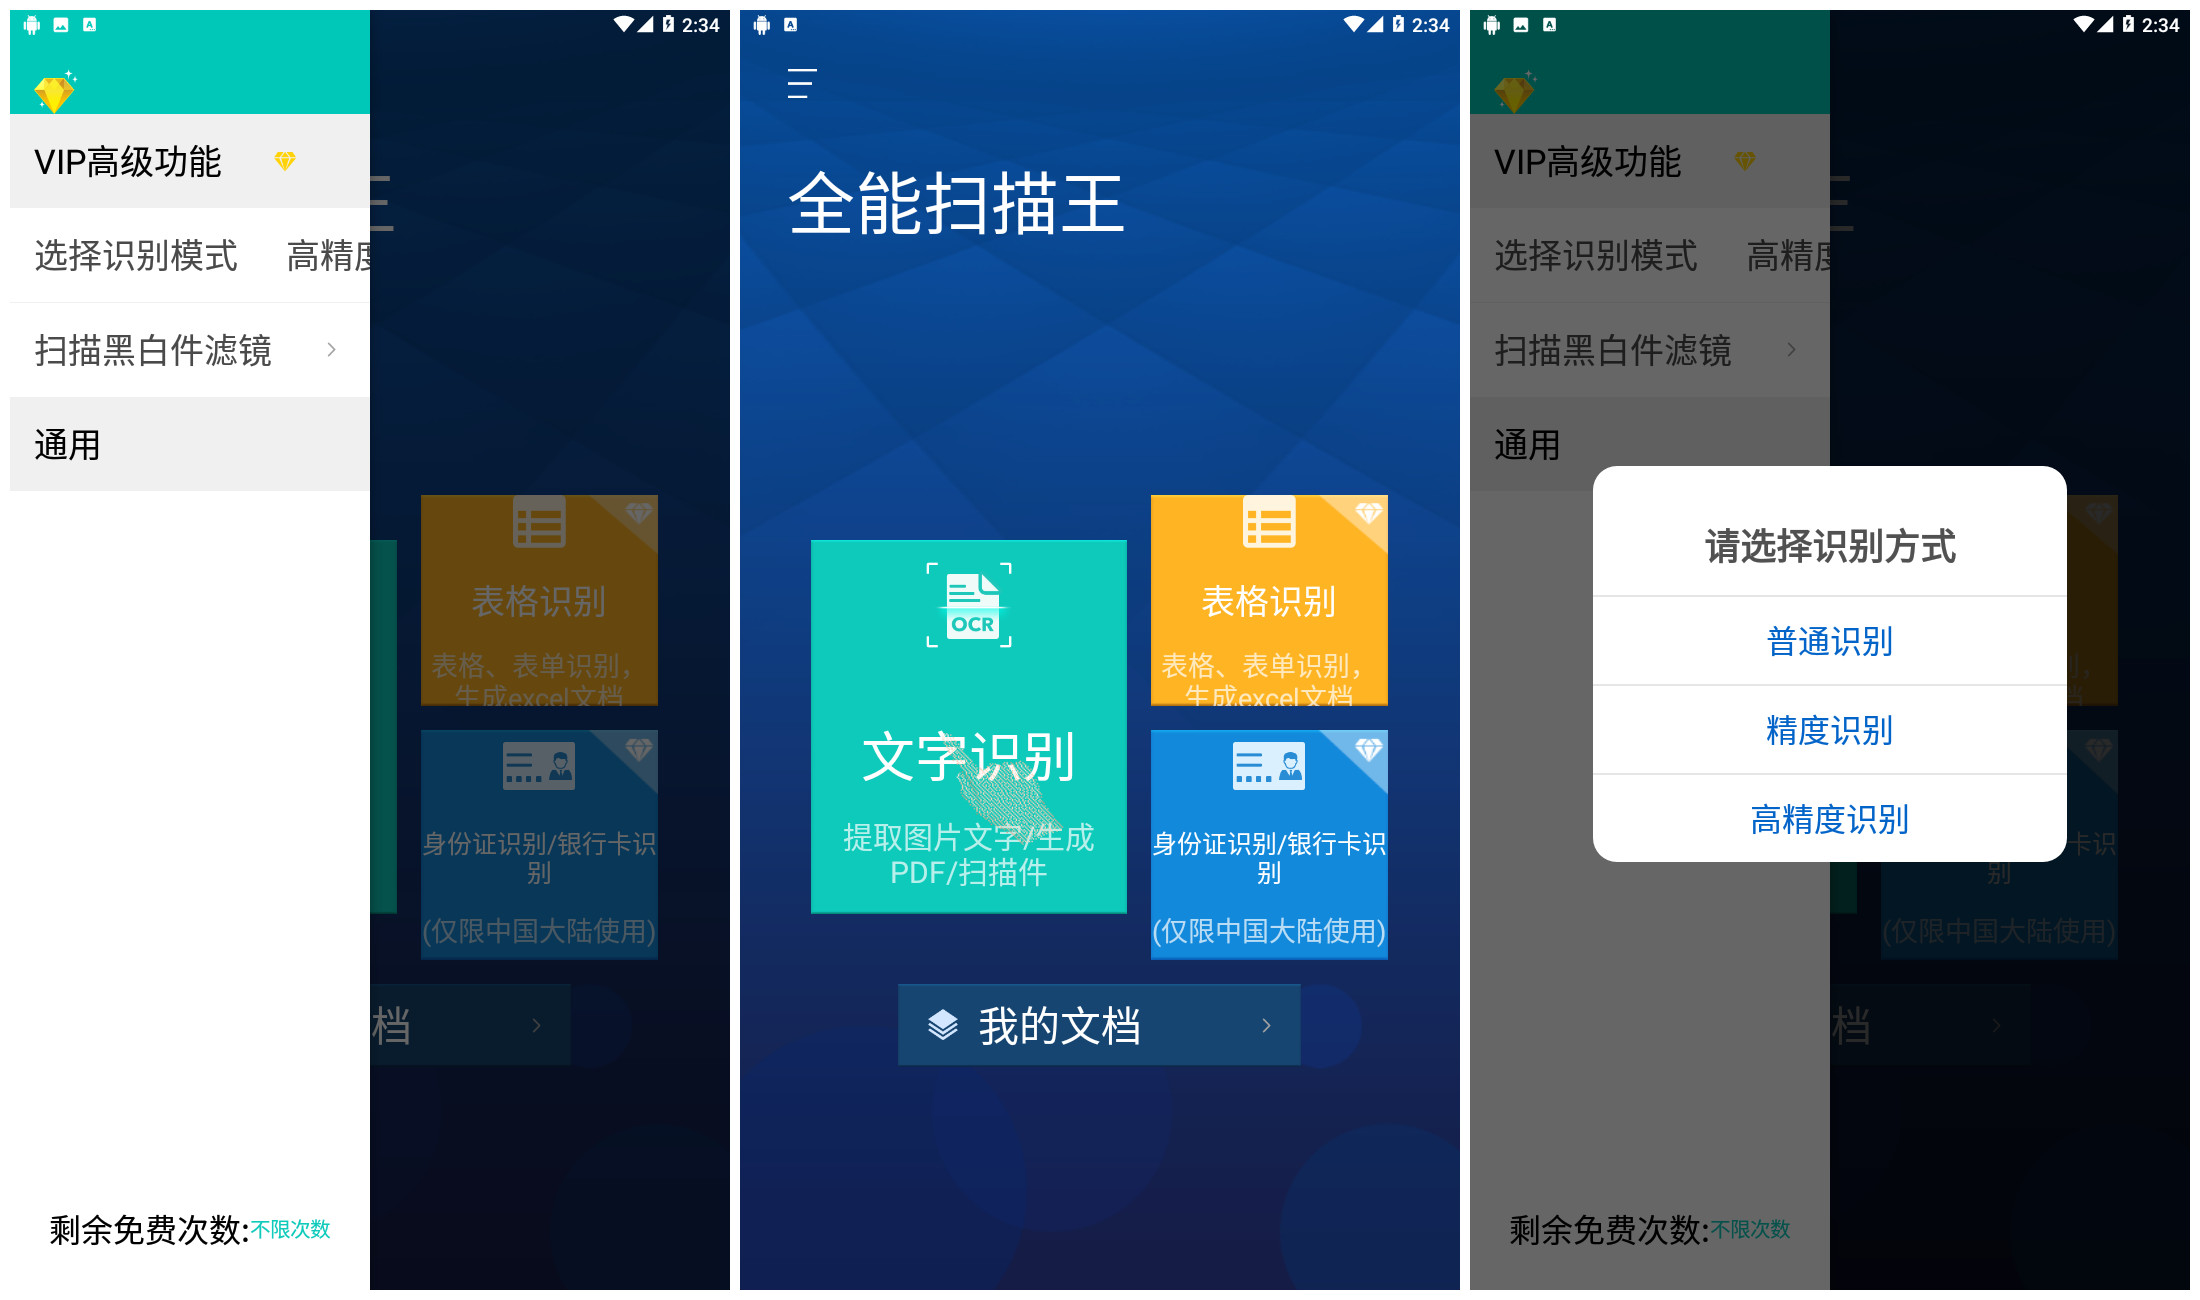 2:34
VIP高级功能
选择识别模式 高精度
扫描黑白件滤镜
通用
表格识别
表格、表单识别，
生成excel文档
身份证识别/银行卡识
别
(仅限中国大陆使用)
档
剩余免费次数:不限次数
2:34
全能扫描王
OCR
文字识别
提取图片文字/生成
PDF/扫描件
表格识别
表格、表单识别，
生成excel文档
身份证识别/银行卡识
别
(仅限中国大陆使用)
我的文档
2:34
VIP高级功能
选择识别模式 高精度
扫描黑白件滤镜
通用
请选择识别方式
普通识别
精度识别
高精度识别
别，
档
卡识
别
(仅限中国大陆使用)
档
剩余免费次数:不限次数